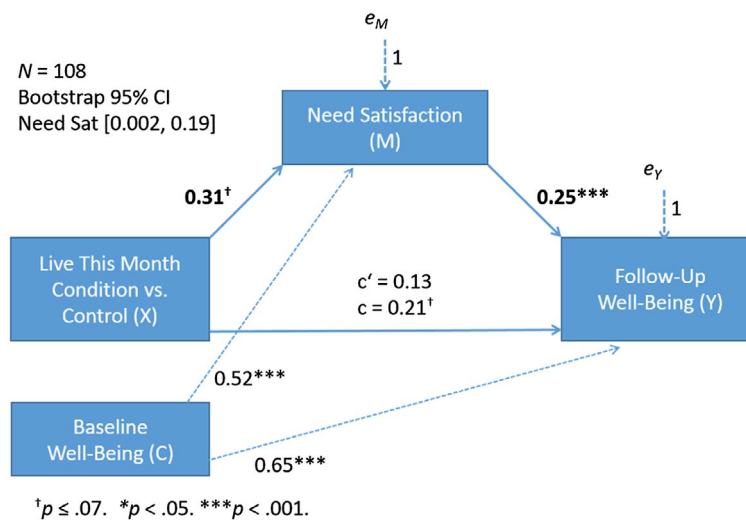 e_M
1
N = 108
Bootstrap 95% CI
Need Sat [0.002, 0.19]
Need Satisfaction
(M)
0.31†
0.25***
e_Y
1
Live This Month
Condition vs.
Control (X)
c‘ = 0.13
c = 0.21†
Follow-Up
Well-Being (Y)
0.52***
Baseline
Well-Being (C)
0.65***
†p ≤ .07. *p < .05. ***p < .001.